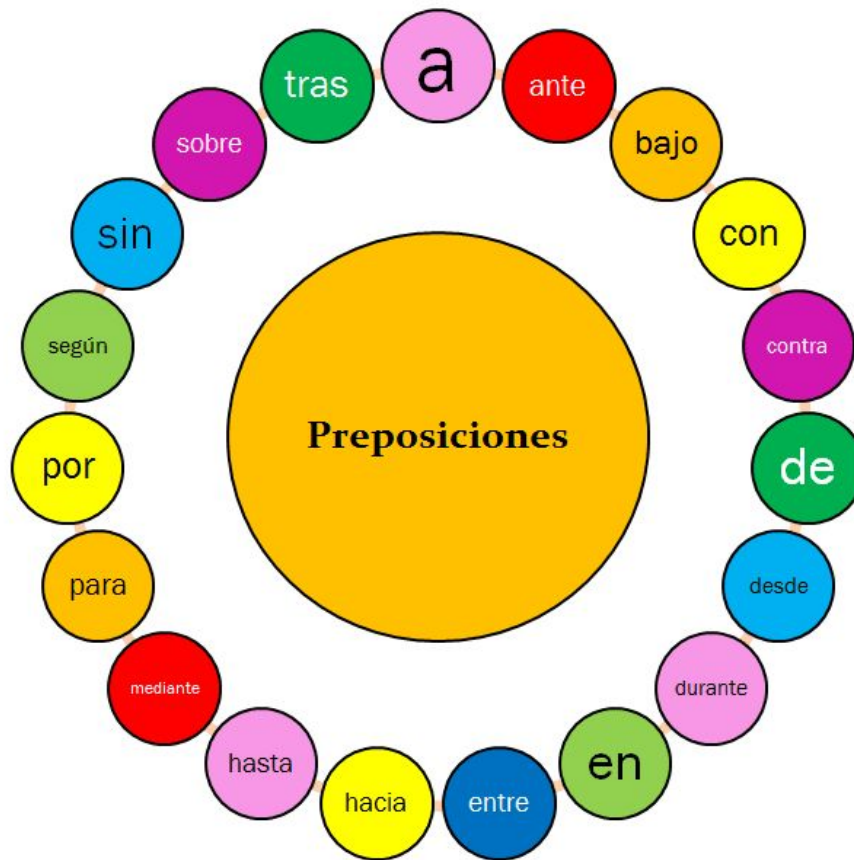 a
ante
bajo
con
contra
de
desde
durante
en
entre
hacia
hasta
mediante
para
por
según
sin
sobre
tras
Preposiciones